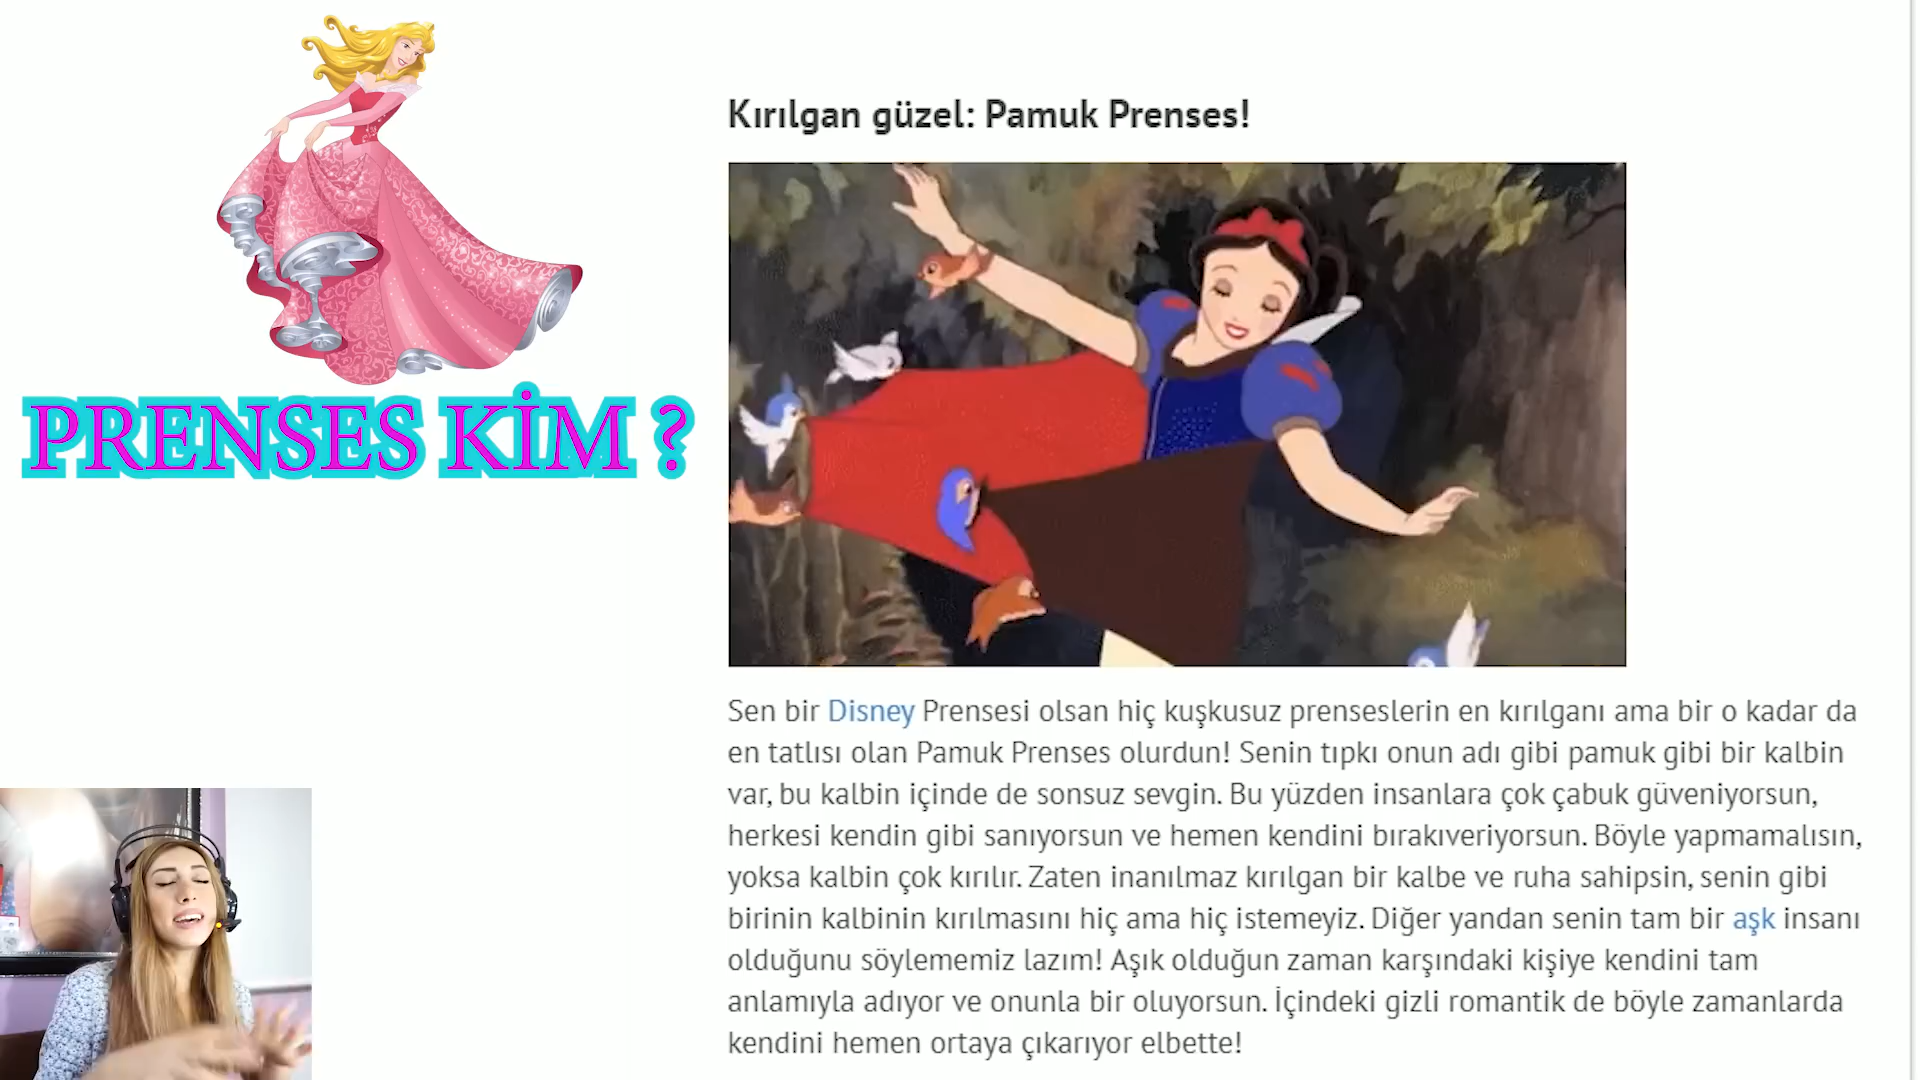 Kırılgan güzel: Pamuk Prenses!
PRENSES KİM ?
Sen bir Disney Prensesi olsan hiç kuşkusuz prenseslerin en kırılganı ama bir o kadar da
en tatlısı olan Pamuk Prenses olurdun! Senin tıpkı onun adı gibi pamuk gibi bir kalbin
var, bu kalbin içinde de sonsuz sevgin. Bu yüzden insanlara çok çabuk güveniyorsun,
herkesi kendin gibi sanıyorsun ve hemen kendini bırakıveriyorsun. Böyle yapmamalısın,
yoksa kalbin çok kırılır. Zaten inanılmaz kırılgan bir kalbe ve ruha sahipsin, senin gibi
birinin kalbinin kırılmasını hiç ama hiç istemeyiz. Diğer yandan senin tam bir aşk insanı
olduğunu söylememiz lazım! Aşık olduğun zaman karşındaki kişiye kendini tam
anlamıyla adıyor ve onunla bir oluyorsun. İçindeki gizli romantik de böyle zamanlarda
kendini hemen ortaya çıkarıyor elbette!